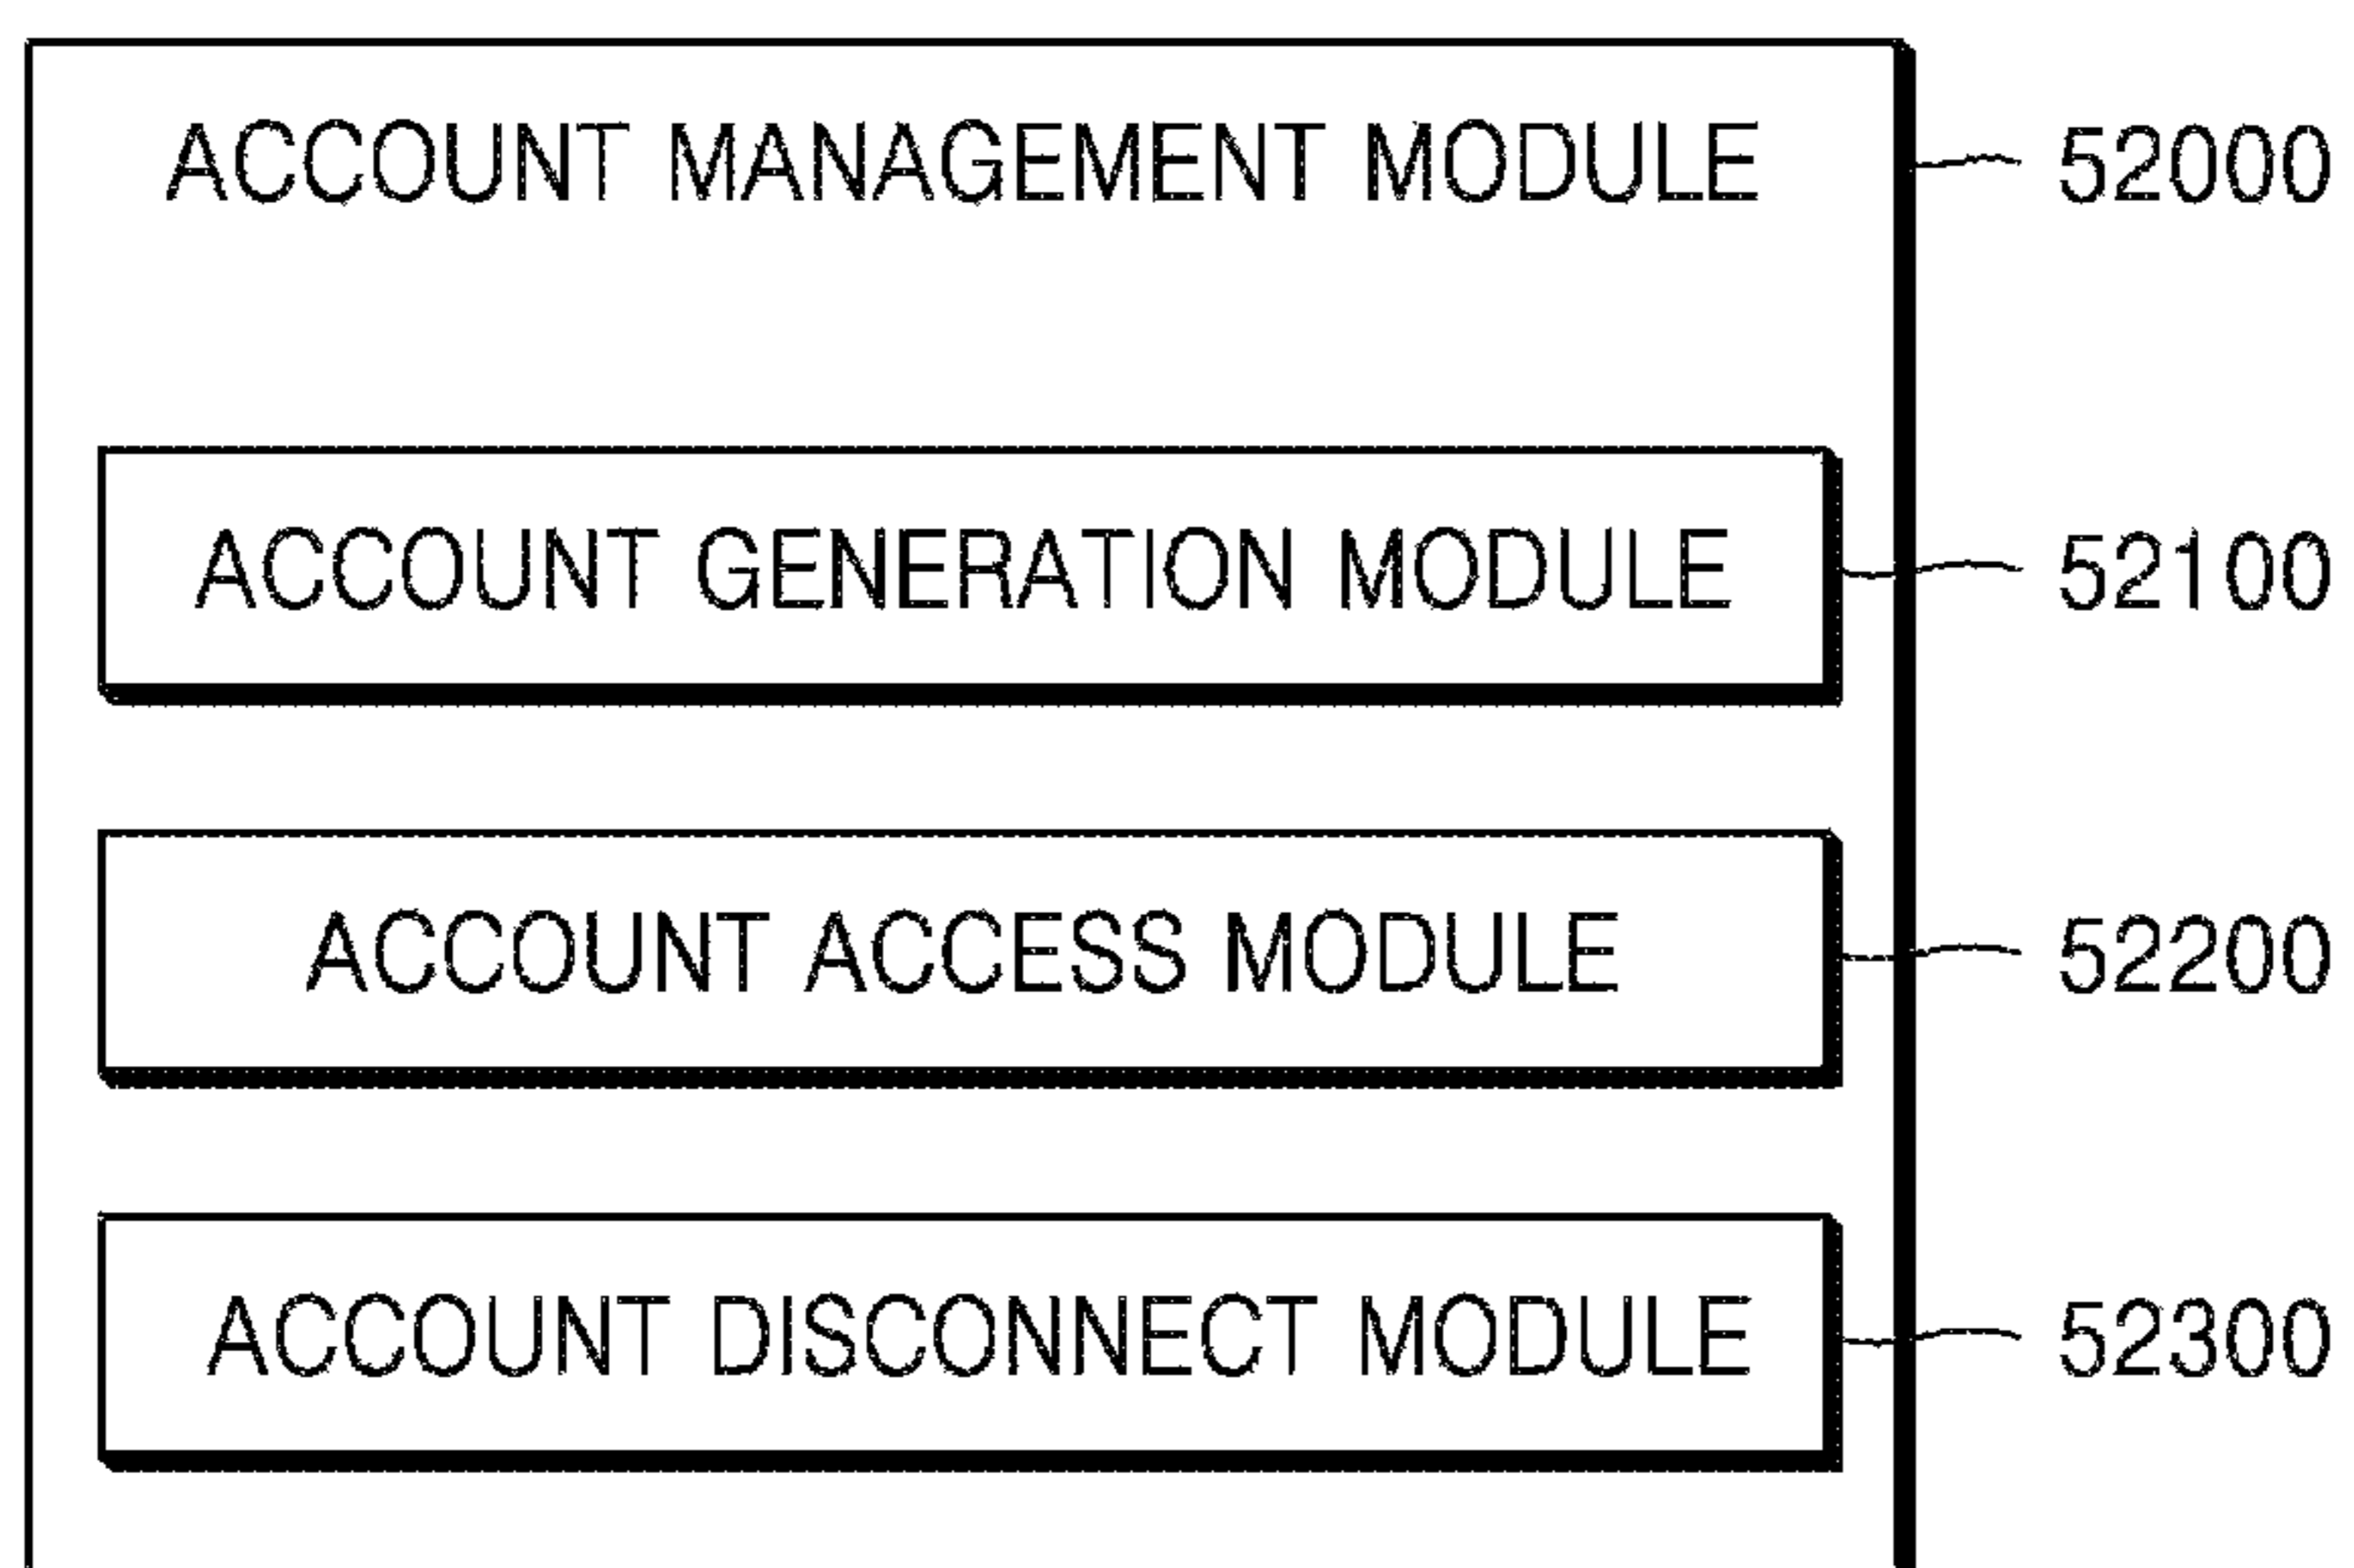 ACCOUNT MANAGEMENT MODULE 52000
ACCOUNT GENERATION MODULE 52100
ACCOUNT ACCESS MODULE 52200
ACCOUNT DISCONNECT MODULE 52300